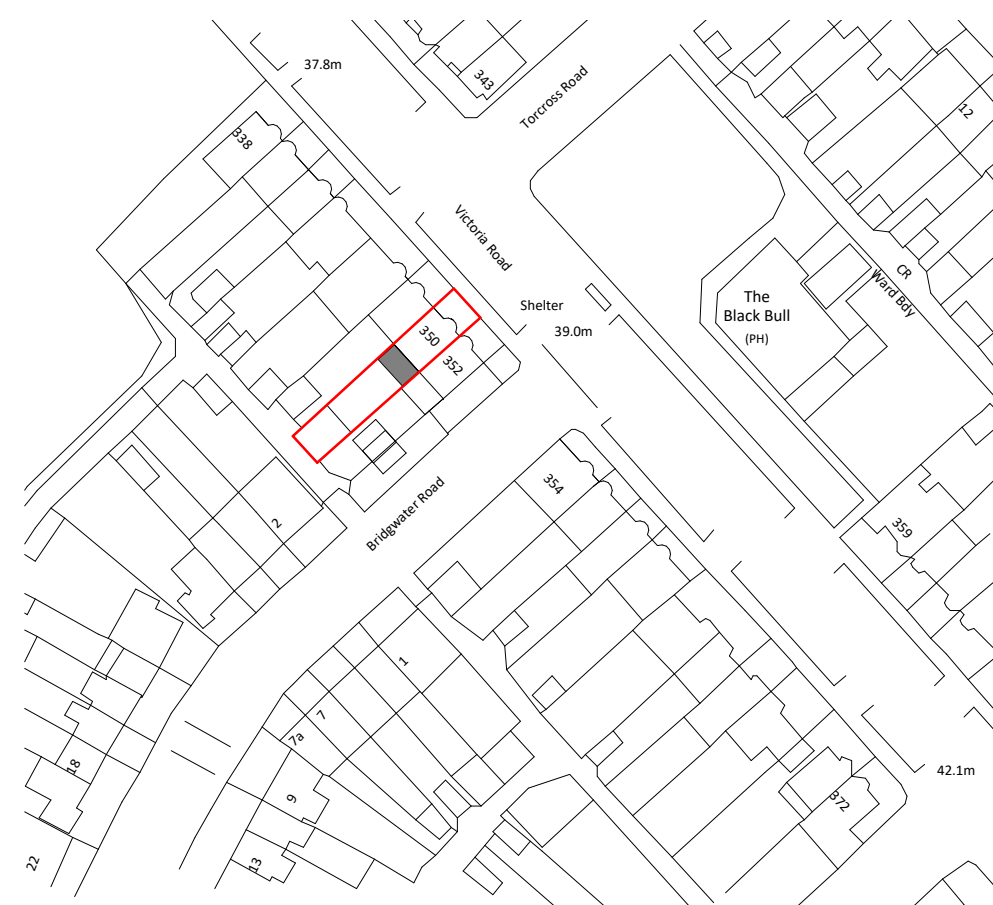 37.8m
343
Torcross Road
12
338
Victoria Road
CR
Ward Bdy
Shelter
39.0m
The
Black Bull
(PH)
350
352
354
359
2
Bridgwater Road
1
7
7a
18
9
13
22
372
42.1m